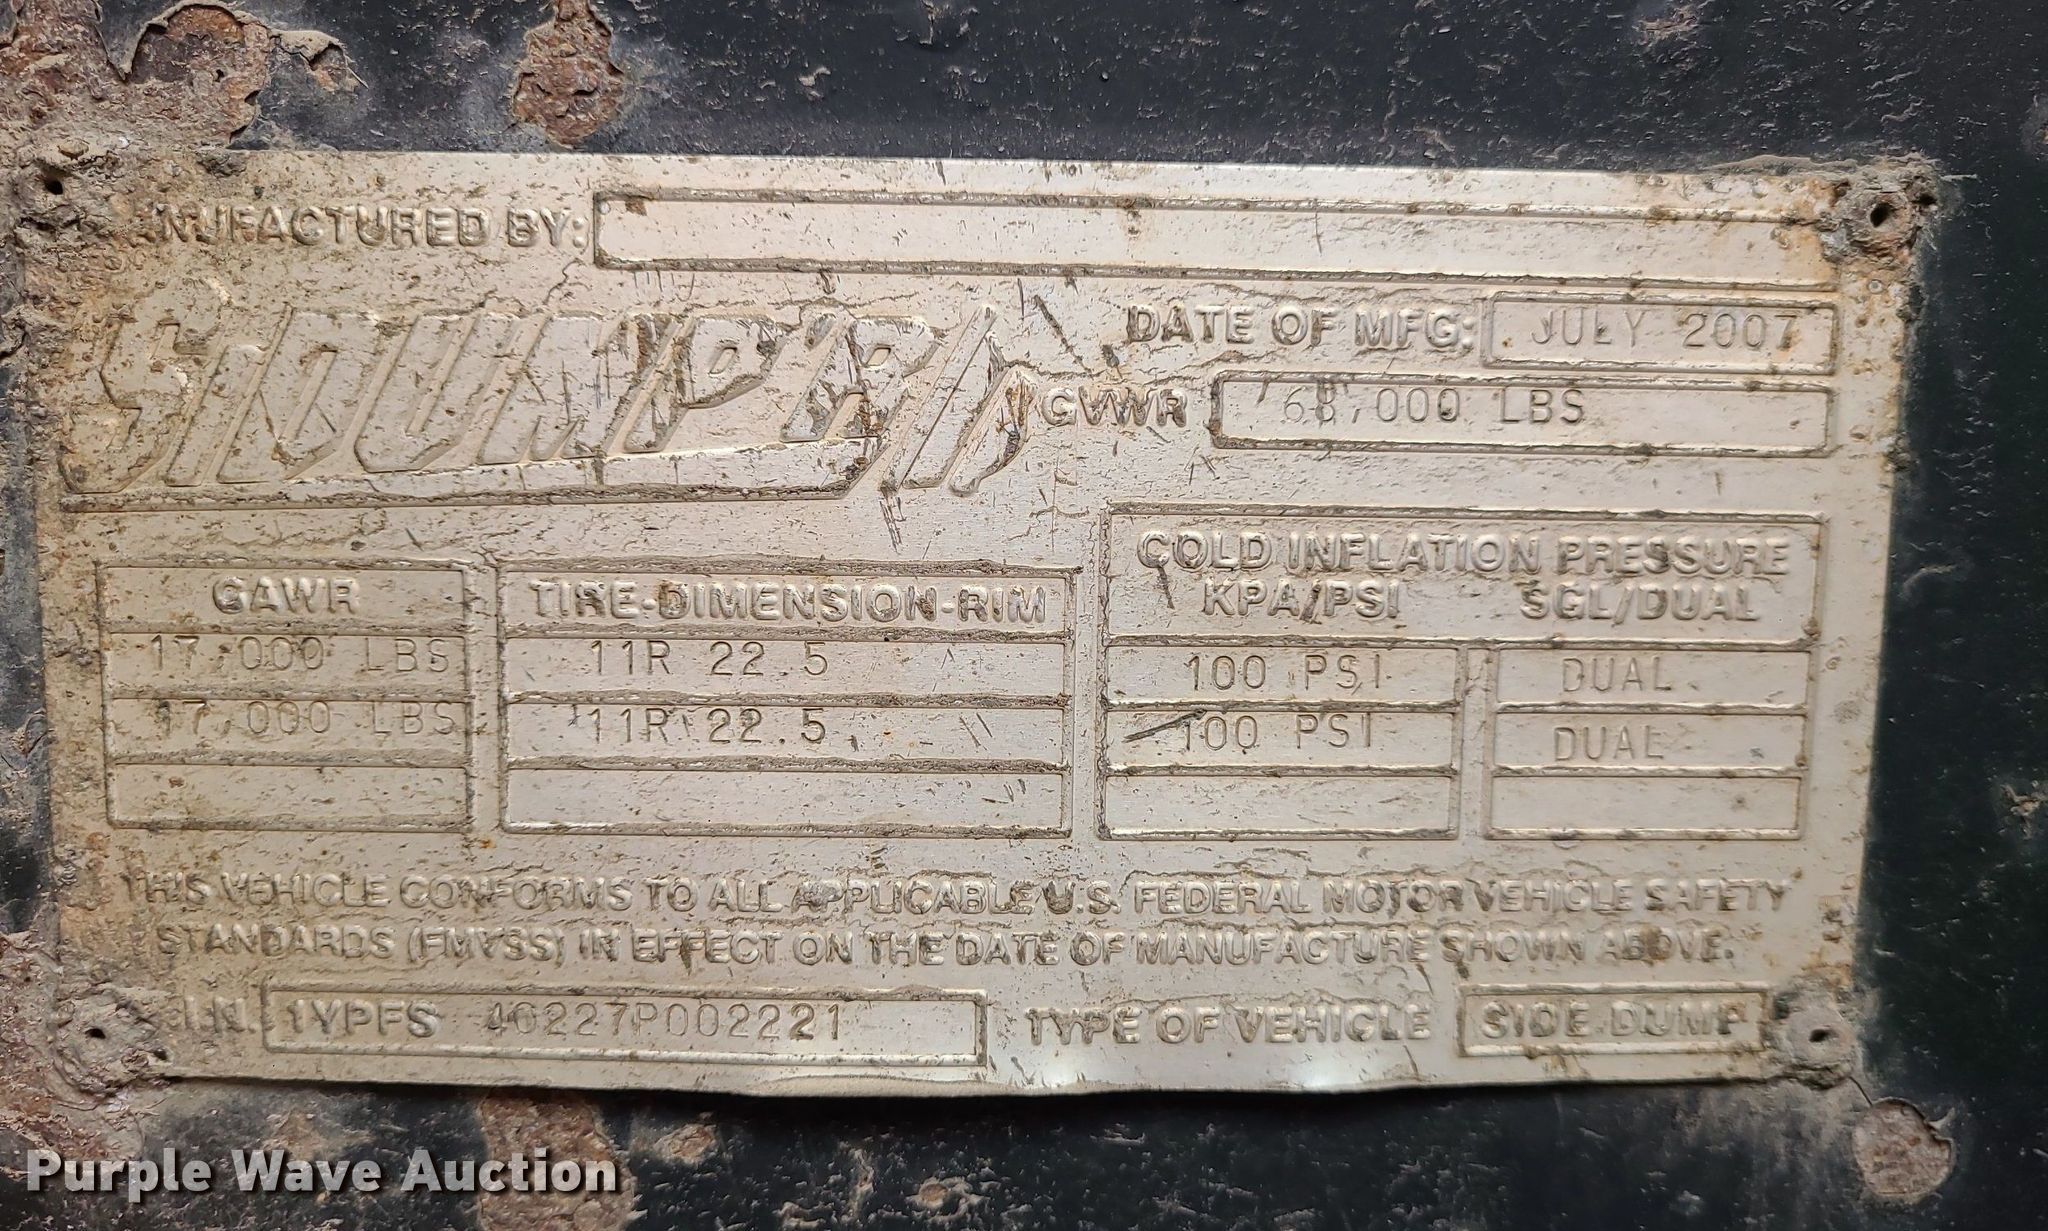 MANUFACTURED BY:
SIDUMP'R
DATE OF MFG: JULY 2007
GVWR 68,000 LBS
GAWR TIRE-DIMENSION-RIM COLD INFLATION PRESSURE
KPA/PSI SGL/DUAL
17,000 LBS 11R 22.5 100 PSI DUAL
17,000 LBS 11R 22.5 100 PSI DUAL
THIS VEHICLE CONFORMS TO ALL APPLICABLE U.S. FEDERAL MOTOR VEHICLE SAFETY
STANDARDS (FMVSS) IN EFFECT ON THE DATE OF MANUFACTURE SHOWN ABOVE.
V.I.N. 1YPFS 40227P002221 TYPE OF VEHICLE SIDE DUMP
Purple Wave Auction